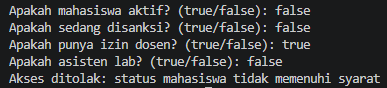 Apakah mahasiswa aktif? (true/false): false
Apakah sedang disanksi? (true/false): false
Apakah punya izin dosen? (true/false): true
Apakah asisten lab? (true/false): false
Akses ditolak: status mahasiswa tidak memenuhi syarat